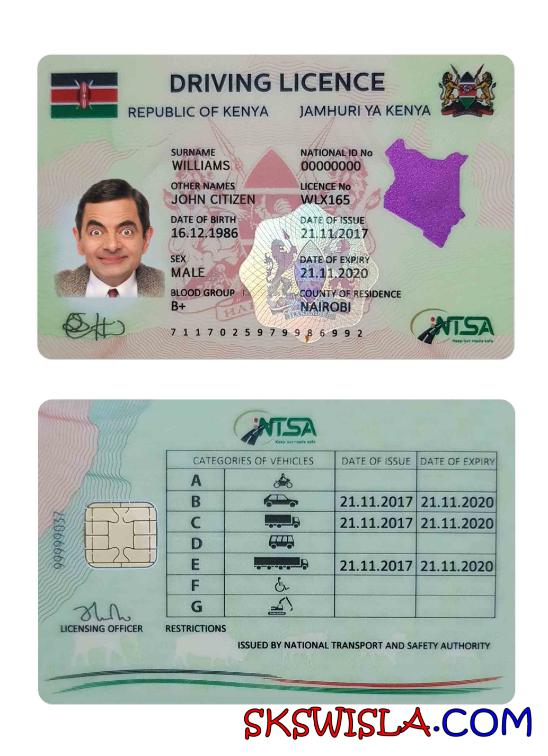 DRIVING LICENCE
REPUBLIC OF KENYA JAMHURI YA KENYA
SURNAME NATIONAL ID No
WILLIAMS 00000000
OTHER NAMES LICENCE No
JOHN CITIZEN WLX165
DATE OF BIRTH DATE OF ISSUE
16.12.1986 21.11.2017
SEX DATE OF EXPIRY
MALE 21.11.2020
BLOOD GROUP COUNTY OF RESIDENCE
B+ NAIROBI
7 1 1 7 0 2 5 9 7 9 9 8 6 9 9 2
NTSA
Keep our roads safe
NTSA
Keep our roads safe
CATEGORIES OF VEHICLES DATE OF ISSUE DATE OF EXPIRY
A
B 21.11.2017 21.11.2020
C 21.11.2017 21.11.2020
D
E 21.11.2017 21.11.2020
F
G
99999037
LICENSING OFFICER RESTRICTIONS
ISSUED BY NATIONAL TRANSPORT AND SAFETY AUTHORITY
SKSWISLA.COM